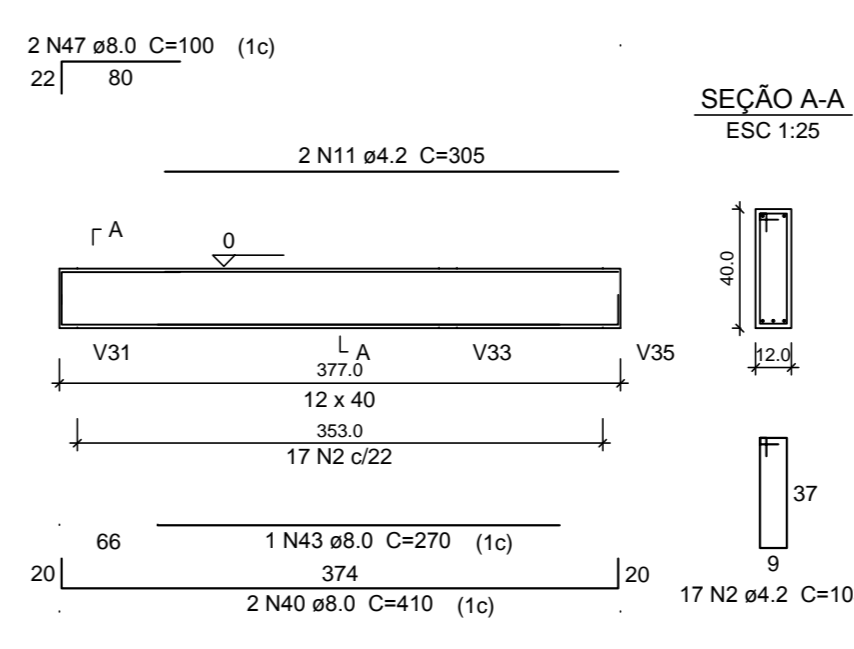 2 N47 ø8.0 C=100 (1c)
22 80
SEÇÃO A-A
ESC 1:25
2 N11 ø4.2 C=305
A
0
40.0
V31
A
V33
V35
12.0
377.0
12 x 40
353.0
17 N2 c/22
37
66
1 N43 ø8.0 C=270 (1c)
9
20 374 20
17 N2 ø4.2 C=10
2 N40 ø8.0 C=410 (1c)